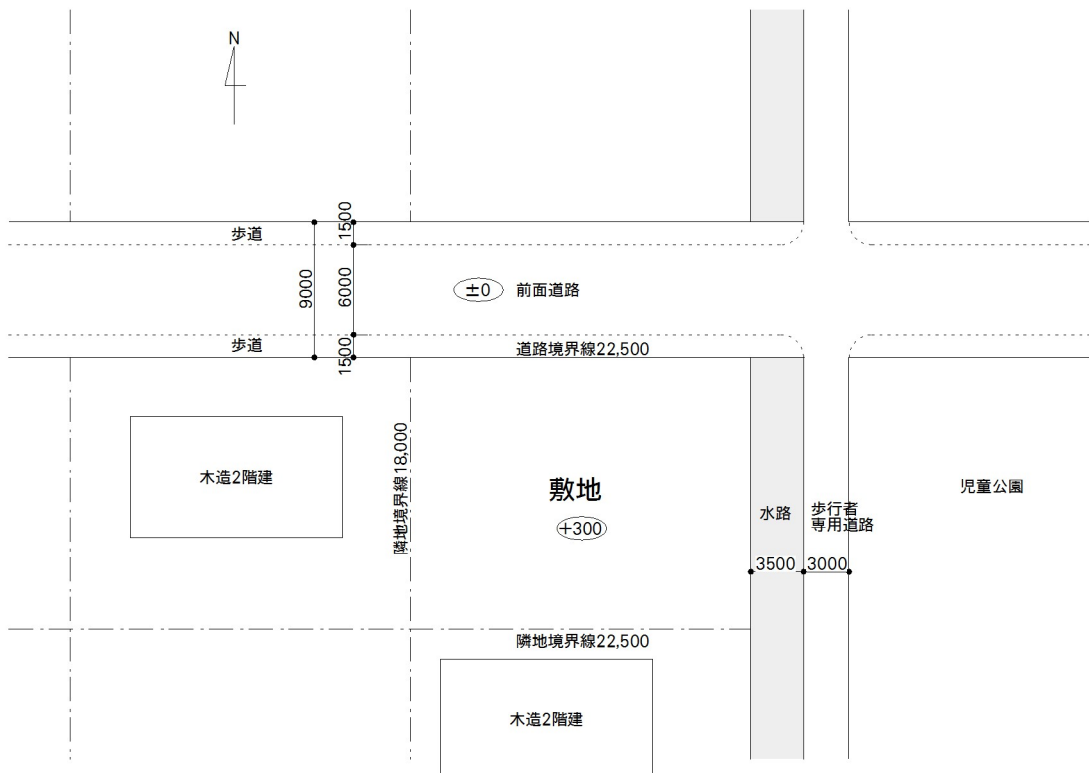 N
歩道
1500
9000
6000
±0
前面道路
歩道
1500
道路境界線22,500
木造2階建
隣地境界線18,000
敷地
+300
水路
歩行者
専用道路
児童公園
3500
3000
隣地境界線22,500
木造2階建